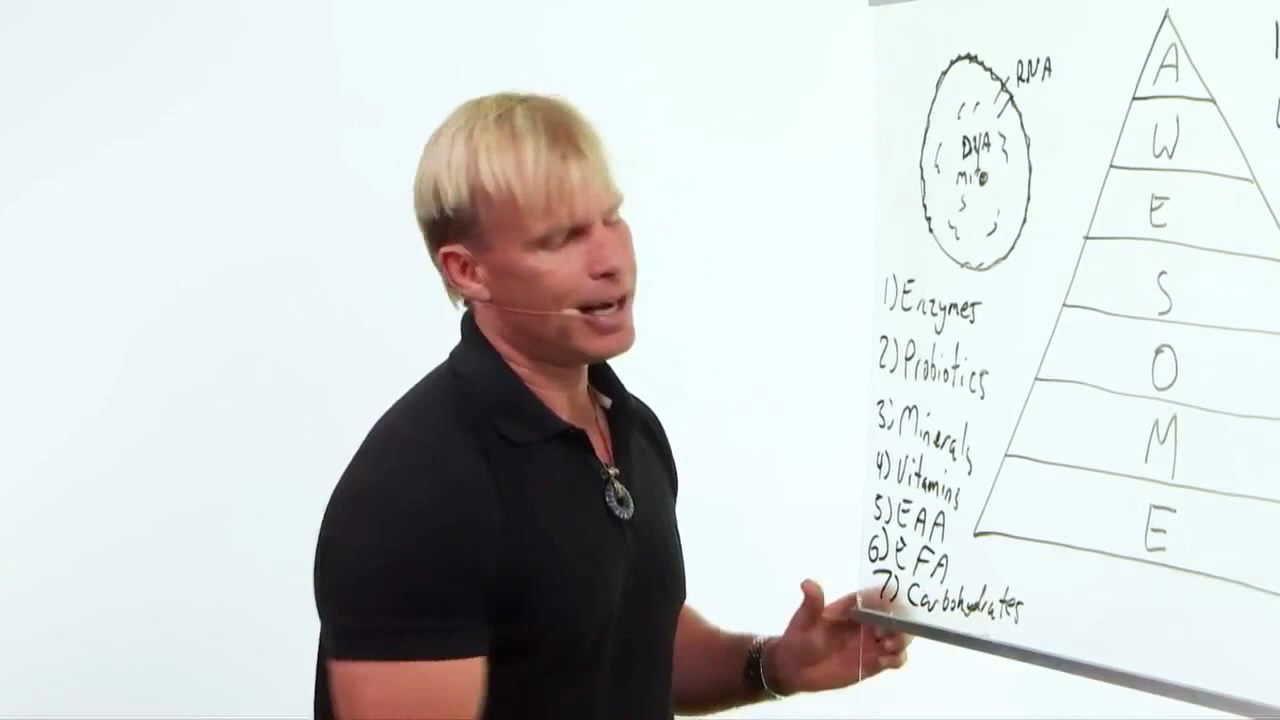 RNA
DNA
MITO
1) Enzymes
2) Probiotics
3) Minerals
4) Vitamins
5) EAA
6) EFA
7) Carbohydrates
A
W
E
S
O
M
E